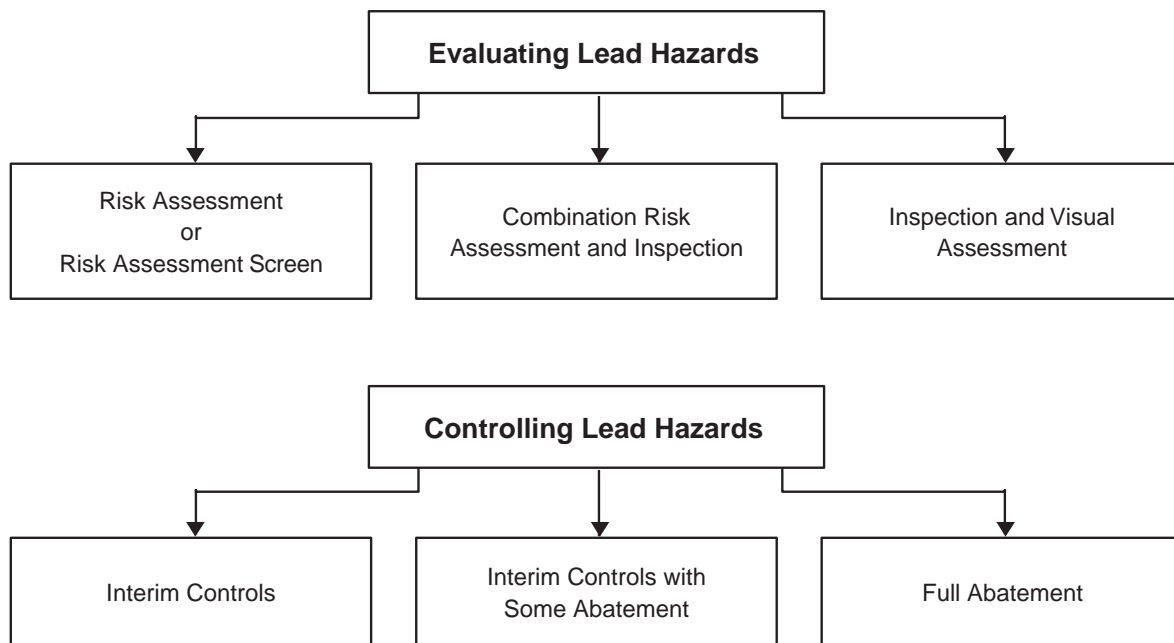 Evaluating Lead Hazards
Risk Assessment
or
Risk Assessment Screen
Combination Risk
Assessment and Inspection
Inspection and Visual
Assessment
Controlling Lead Hazards
Interim Controls
Interim Controls with
Some Abatement
Full Abatement